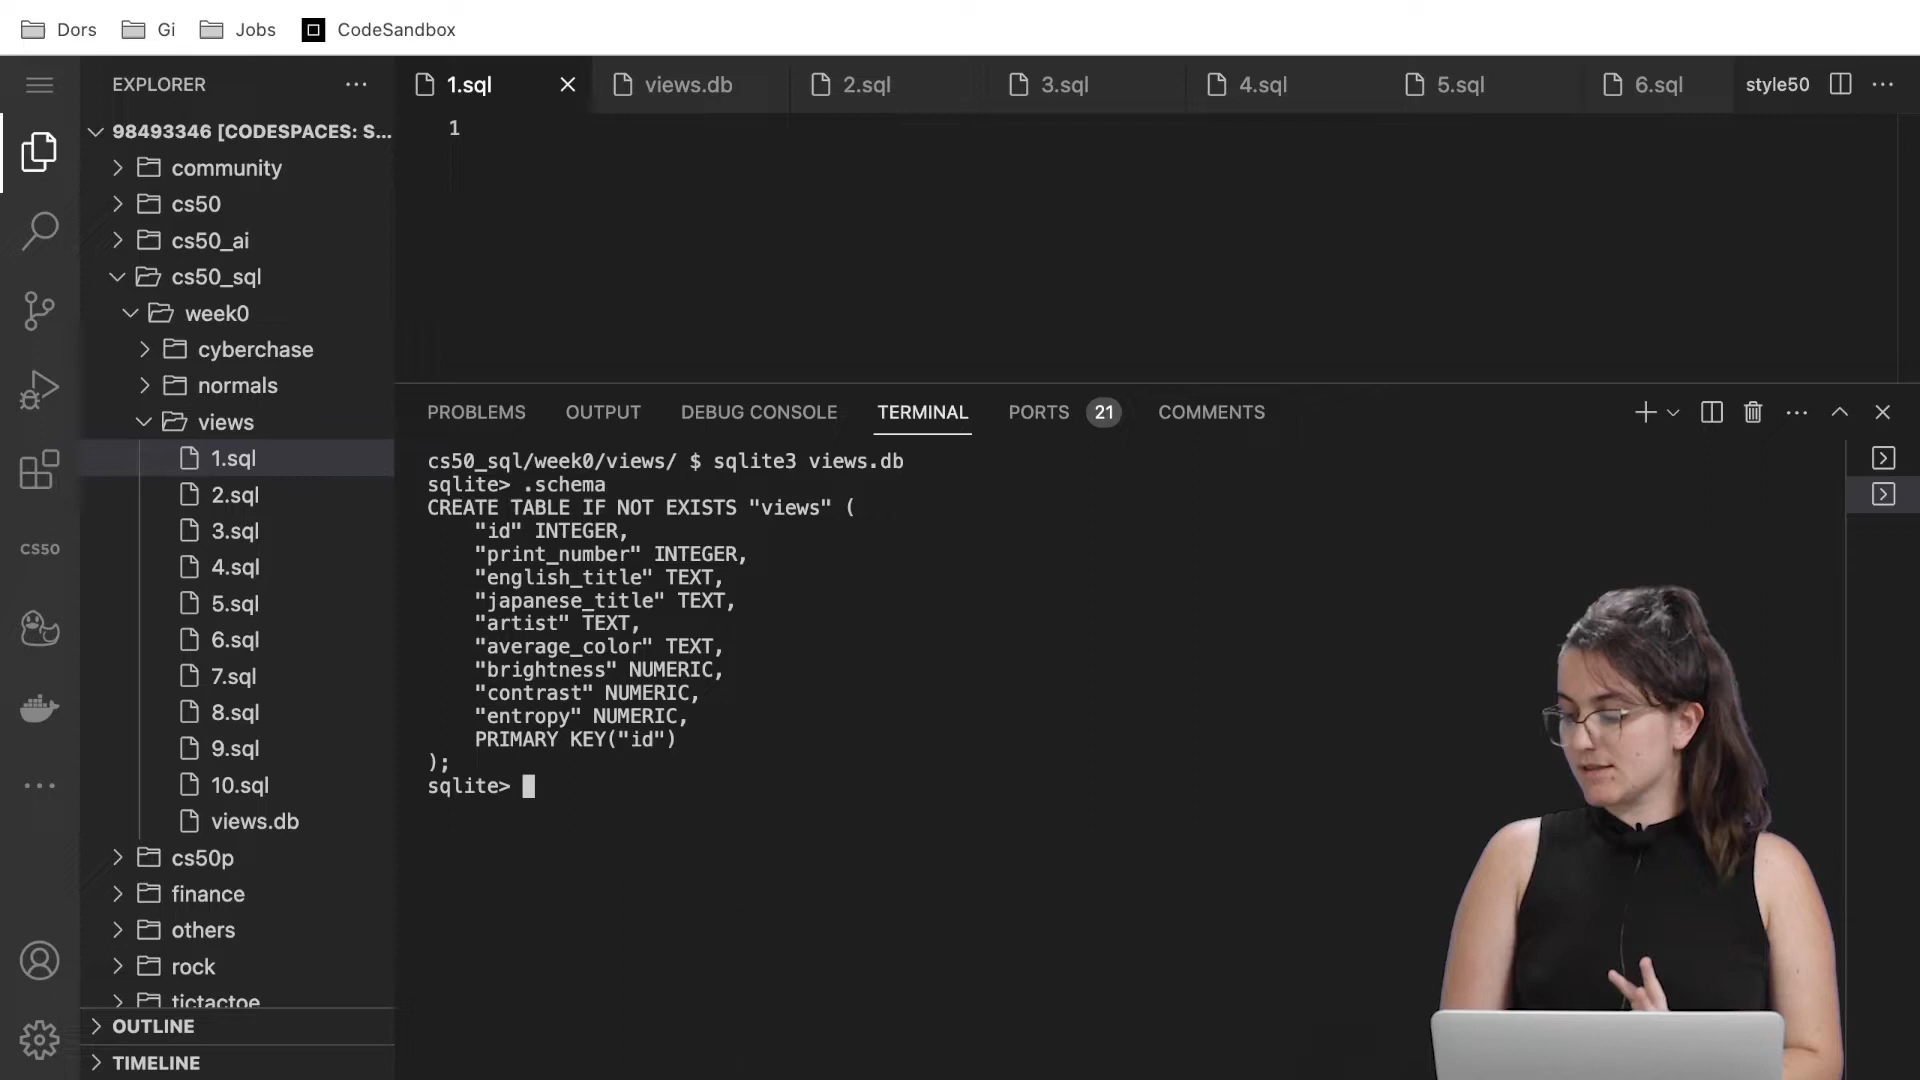 Dors Gi Jobs CodeSandbox
EXPLORER
1.sql views.db 2.sql 3.sql 4.sql 5.sql 6.sql style50
98493346 [CODESPACES: S...
1
community
cs50
cs50_ai
cs50_sql
week0
cyberchase
normals
views
1.sql
2.sql
3.sql
4.sql
5.sql
6.sql
7.sql
8.sql
9.sql
10.sql
views.db
cs50p
finance
others
rock
tictactoe
OUTLINE
TIMELINE
CS50
PROBLEMS OUTPUT DEBUG CONSOLE TERMINAL PORTS 21 COMMENTS
cs50_sql/week0/views/ $ sqlite3 views.db
sqlite> .schema
CREATE TABLE IF NOT EXISTS "views" (
"id" INTEGER,
"print_number" INTEGER,
"english_title" TEXT,
"japanese_title" TEXT,
"artist" TEXT,
"average_color" TEXT,
"brightness" NUMERIC,
"contrast" NUMERIC,
"entropy" NUMERIC,
PRIMARY KEY("id")
);
sqlite>